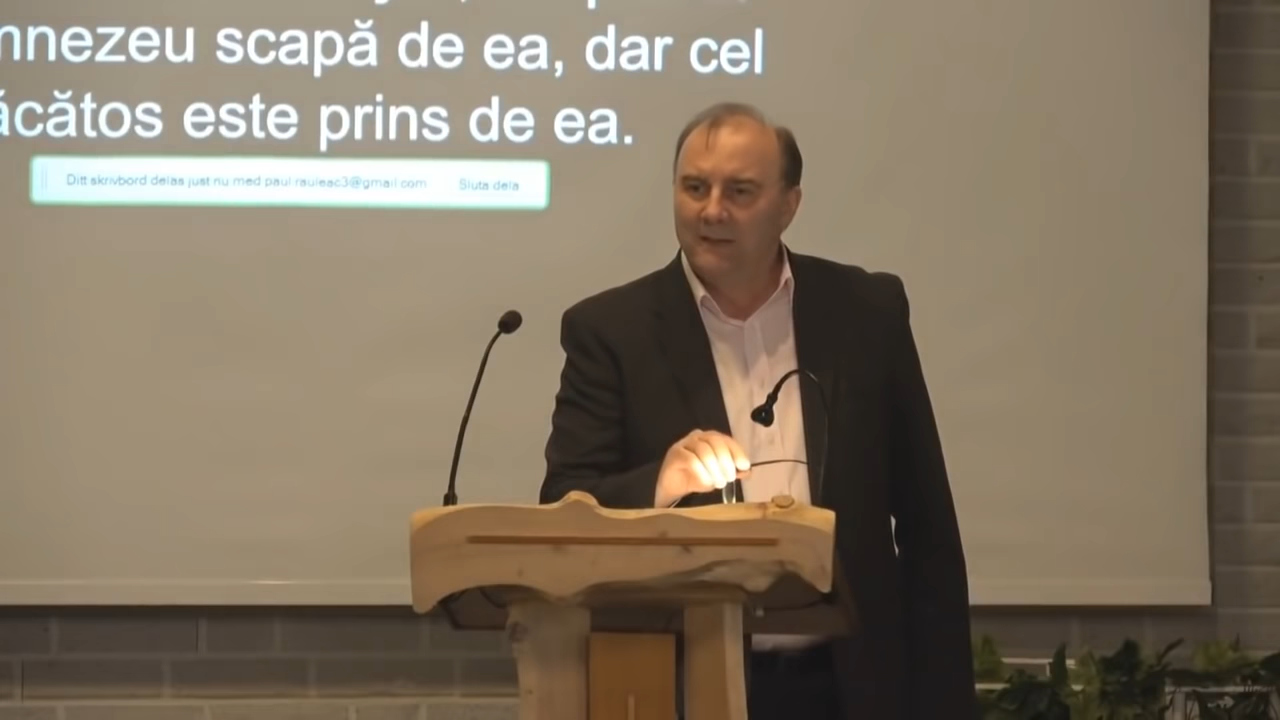 mnezeu scapă de ea, dar cel
ăcătos este prins de ea.
Ditt skrivbord delas just nu med paul.rauleac3@gmail.com Sluta dela